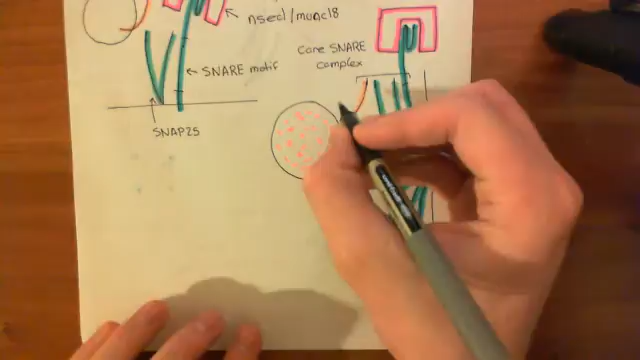 nsec1/munc18
Core SNARE
complex
SNARE motif
SNAP25